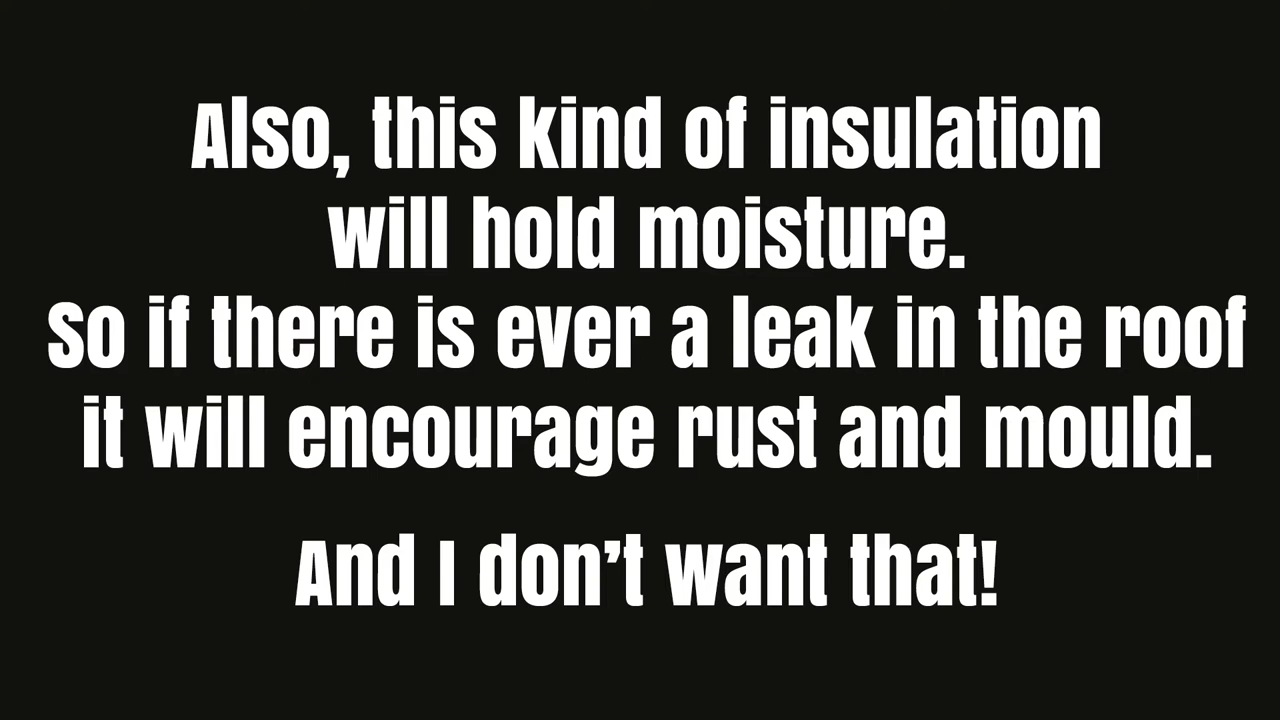 Also, this kind of insulation
will hold moisture.
So if there is ever a leak in the roof
it will encourage rust and mould.
And I don’t want that!